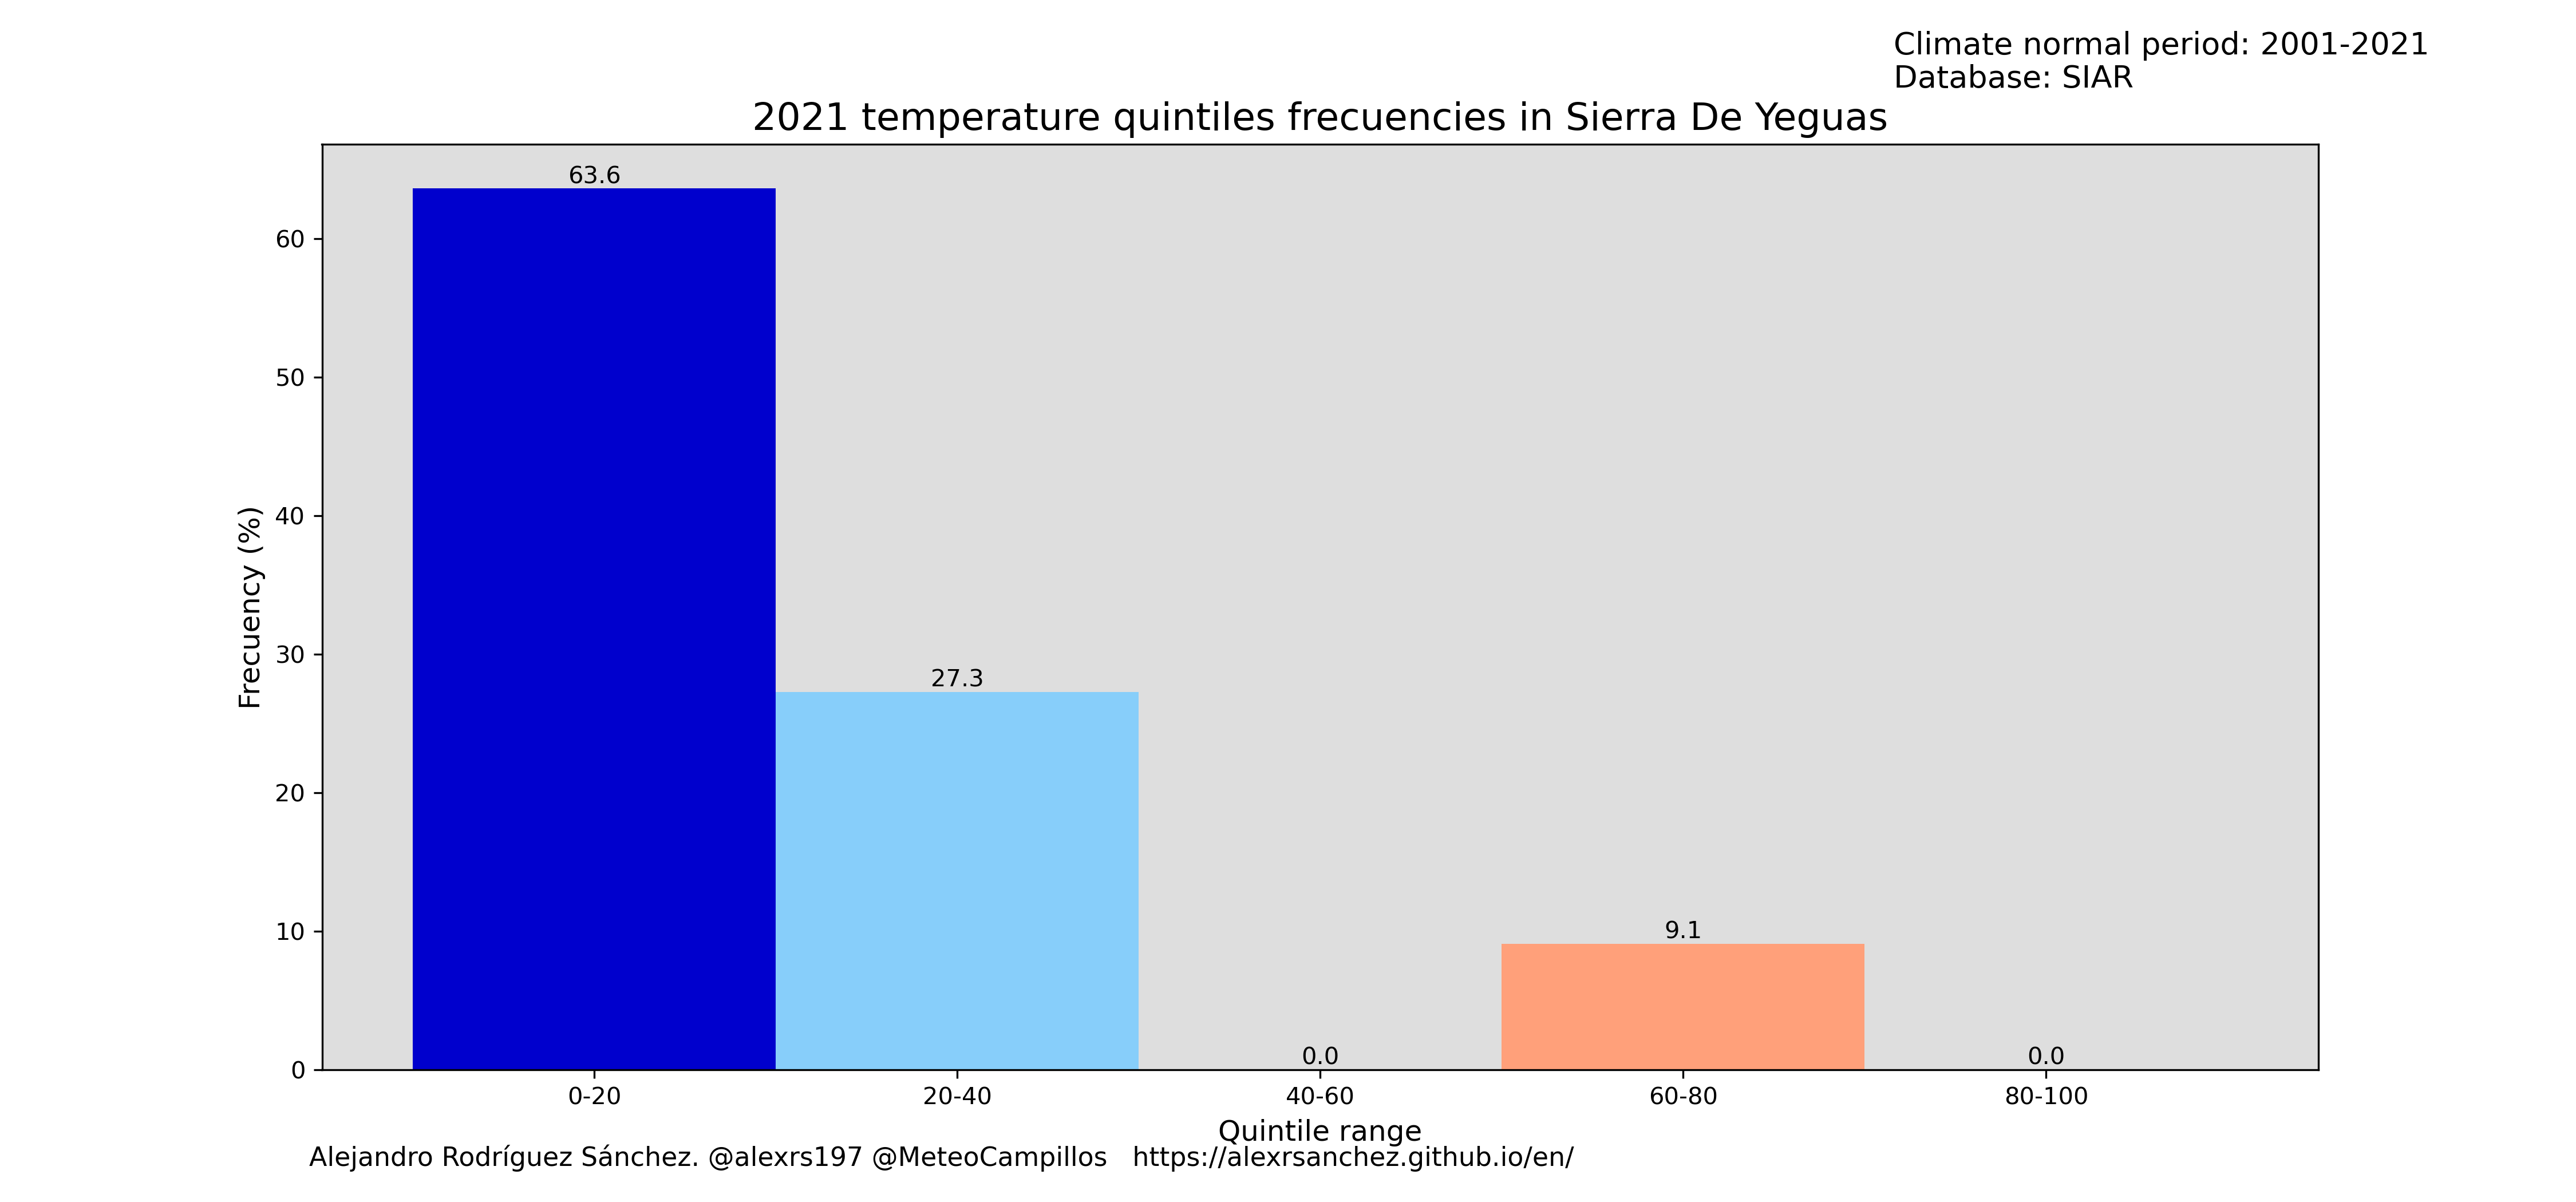 Climate normal period: 2001-2021
Database: SIAR
2021 temperature quintiles frecuencies in Sierra De Yeguas
63.6
27.3
0.0
9.1
0.0
Frecuency (%)
60
50
40
30
20
10
0
0-20
20-40
40-60
60-80
80-100
Quintile range
Alejandro Rodríguez Sánchez. @alexrs197 @MeteoCampillos https://alexrsanchez.github.io/en/